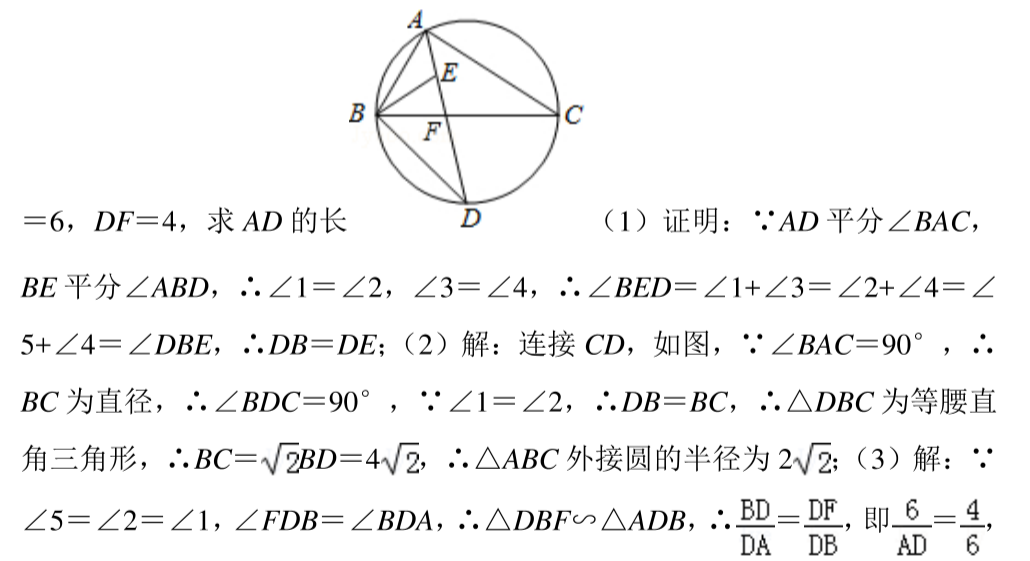 A
E
B
C
F
=6，DF=4，求 AD 的长
D
（1）证明：∵AD 平分∠BAC，
BE 平分∠ABD，∴∠1=∠2，∠3=∠4，∴∠BED=∠1+∠3=∠2+∠4=∠
5+∠4=∠DBE，∴DB=DE;（2）解：连接 CD，如图，∵∠BAC=90°，∴
BC 为直径，∴∠BDC=90°，∵∠1=∠2，∴DB=BC，∴△DBC 为等腰直
角三角形，∴BC=√2BD=4√2，∴△ABC 外接圆的半径为 2√2;（3）解：∵
∠5=∠2=∠1，∠FDB=∠BDA，∴△DBF∽△ADB，∴BD/DA=DF/DB，即6/AD=4/6，